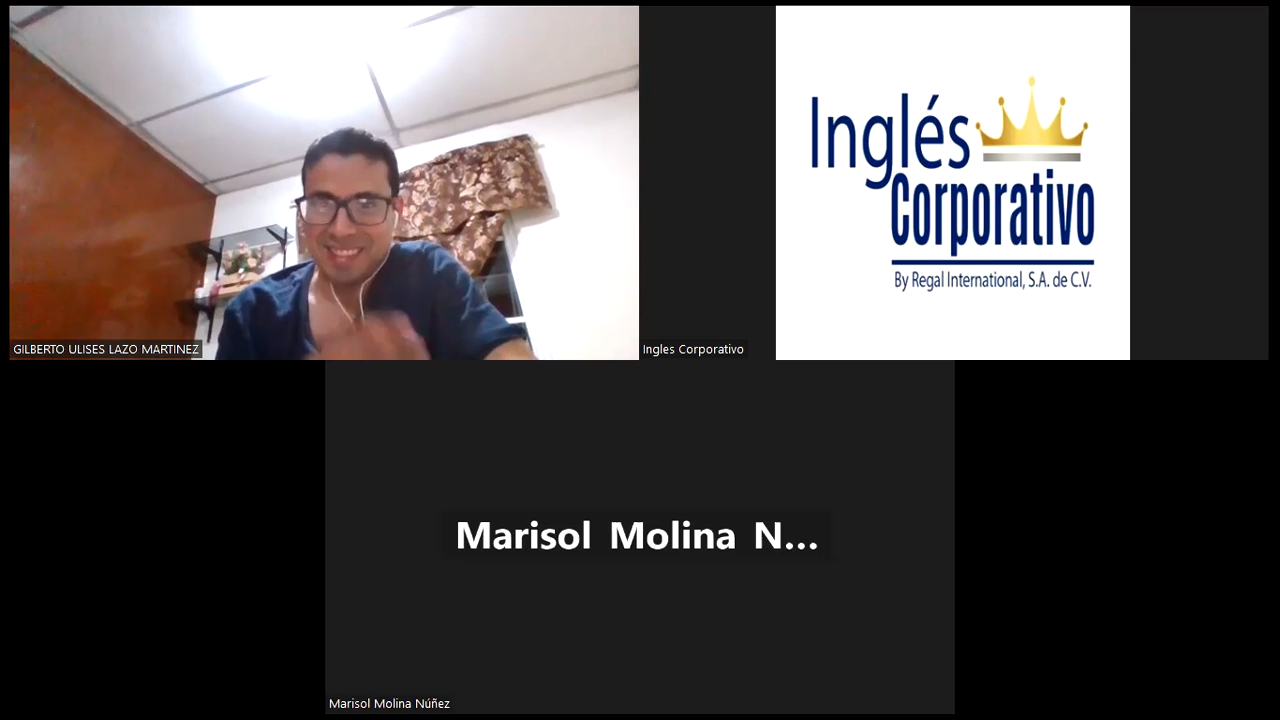 Inglés
Corporativo
By Regal International, S.A. de C.V.
GILBERTO ULISES LAZO MARTINEZ
Ingles Corporativo
Marisol Molina N...
Marisol Molina Núñez